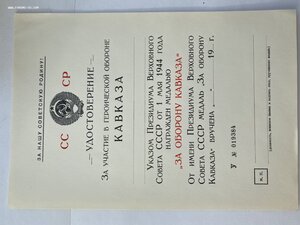 ЗА НАШУ СОВЕТСКУЮ РОДИНУ!
СС СР
УДОСТОВЕРЕНИЕ
ЗА УЧАСТИЕ В ГЕРОИЧЕСКОЙ ОБОРОНЕ
КАВКАЗА
Указом Президиума Верховного
Совета СССР от 1 мая 1944 года
НАГРАЖДЕН МЕДАЛЬЮ
"ЗА ОБОРОНУ КАВКАЗА"
От имени Президиума Верховного
Совета СССР медаль „За оборону
Кавказа" вручена „ " 19 г.
У № 019384
М. П.